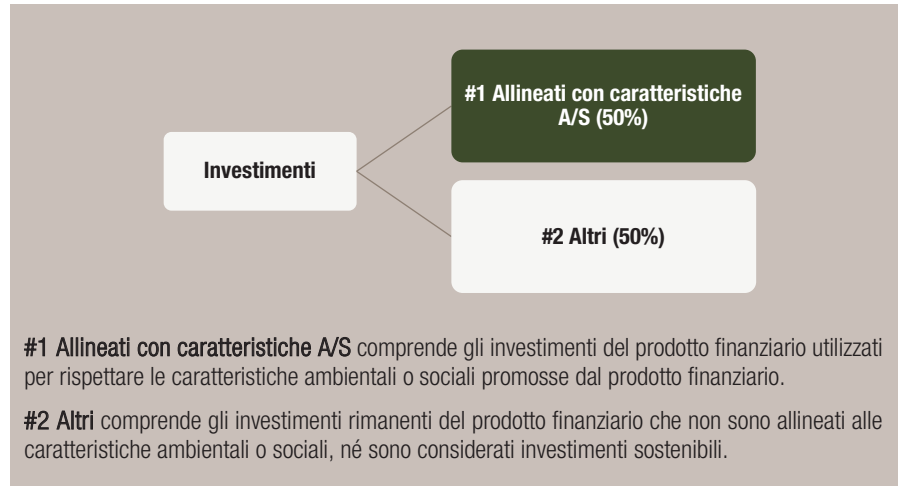 #1 Allineati con caratteristiche
A/S (50%)
Investimenti
#2 Altri (50%)
#1 Allineati con caratteristiche A/S comprende gli investimenti del prodotto finanziario utilizzati
per rispettare le caratteristiche ambientali o sociali promosse dal prodotto finanziario.
#2 Altri comprende gli investimenti rimanenti del prodotto finanziario che non sono allineati alle
caratteristiche ambientali o sociali, né sono considerati investimenti sostenibili.